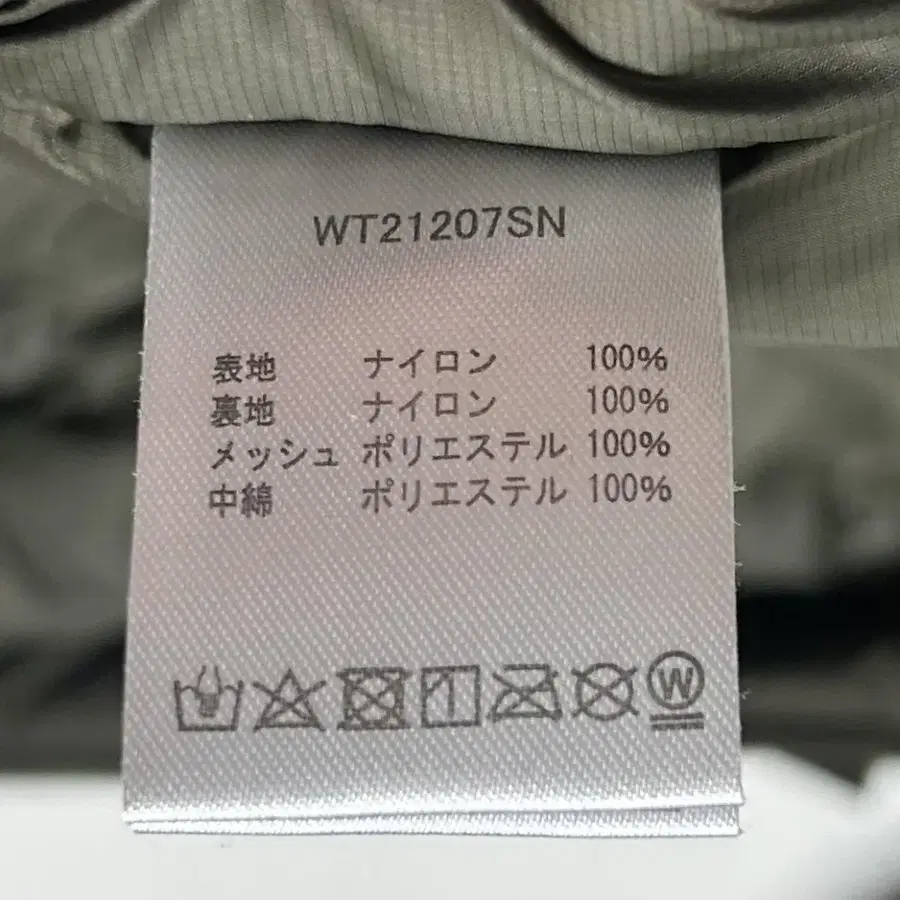 WT21207SN
表地 ナイロン 100%
裏地 ナイロン 100%
メッシュ ポリエステル 100%
中綿 ポリエステル 100%
W